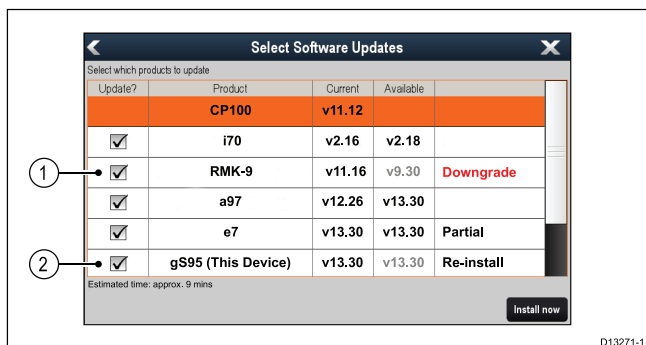 Select Software Updates
Select which products to update
Update? Product Current Available
CP100 v11.12
i70 v2.16 v2.18
1 RMK-9 v11.16 v9.30 Downgrade
a97 v12.26 v13.30
e7 v13.30 v13.30 Partial
2 gS95 (This Device) v13.30 v13.30 Re-install
Estimated time: approx. 9 mins
Install now
D13271-1